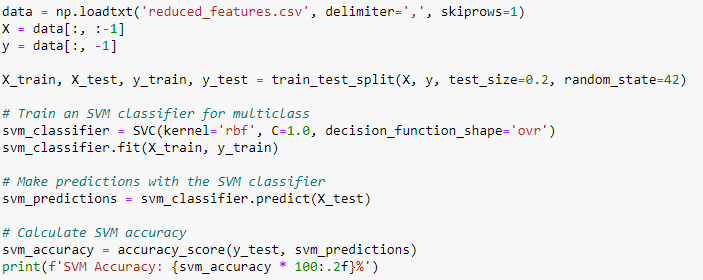 data = np.loadtxt('reduced_features.csv', delimiter=',', skiprows=1)
X = data[:, :-1]
y = data[:, -1]
X_train, X_test, y_train, y_test = train_test_split(X, y, test_size=0.2, random_state=42)
# Train an SVM classifier for multiclass
svm_classifier = SVC(kernel='rbf', C=1.0, decision_function_shape='ovr')
svm_classifier.fit(X_train, y_train)
# Make predictions with the SVM classifier
svm_predictions = svm_classifier.predict(X_test)
# Calculate SVM accuracy
svm_accuracy = accuracy_score(y_test, svm_predictions)
print(f'SVM Accuracy: {svm_accuracy * 100:.2f}%')